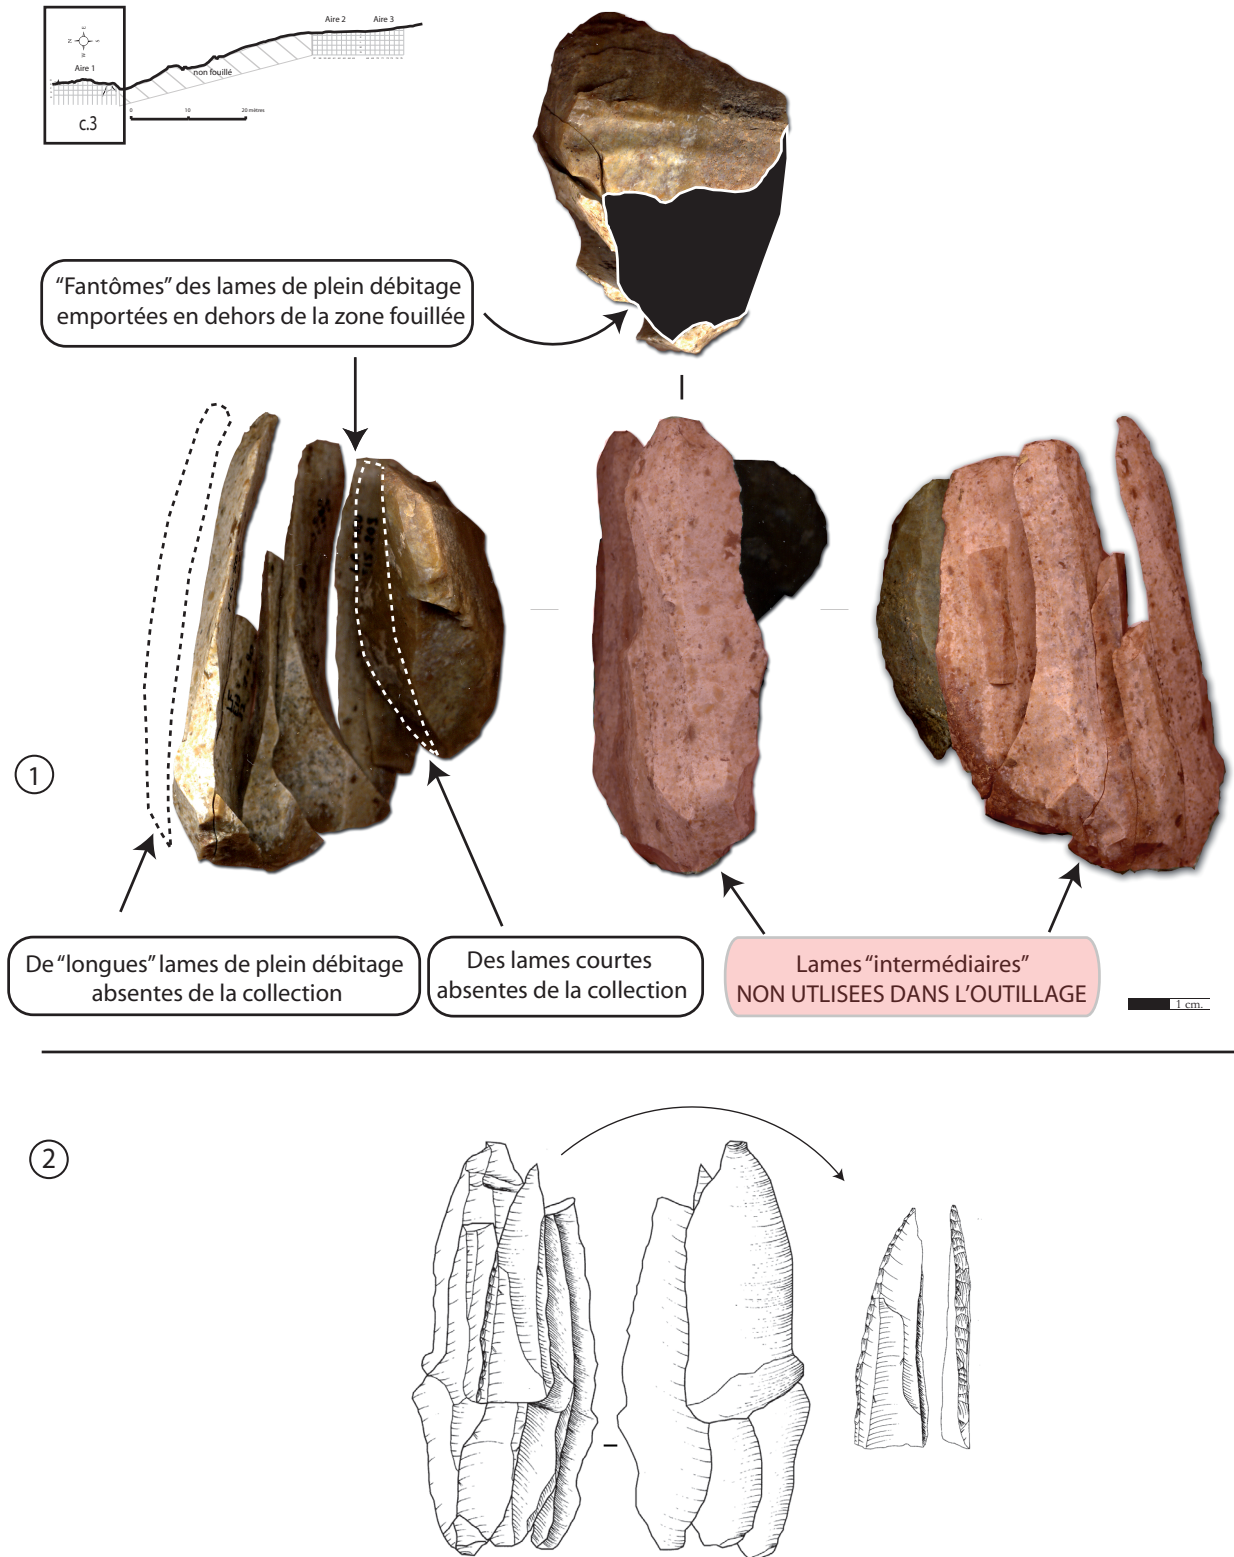 Aire 2 Aire 3
Aire 1
non fouillé
c.3
0 10 20 mètres
“Fantômes” des lames de plein débitage
emportées en dehors de la zone fouillée
1
De “longues” lames de plein débitage
absentes de la collection
Des lames courtes
absentes de la collection
Lames “intermédiaires”
NON UTLISEES DANS L’OUTILLAGE
1 cm.
2